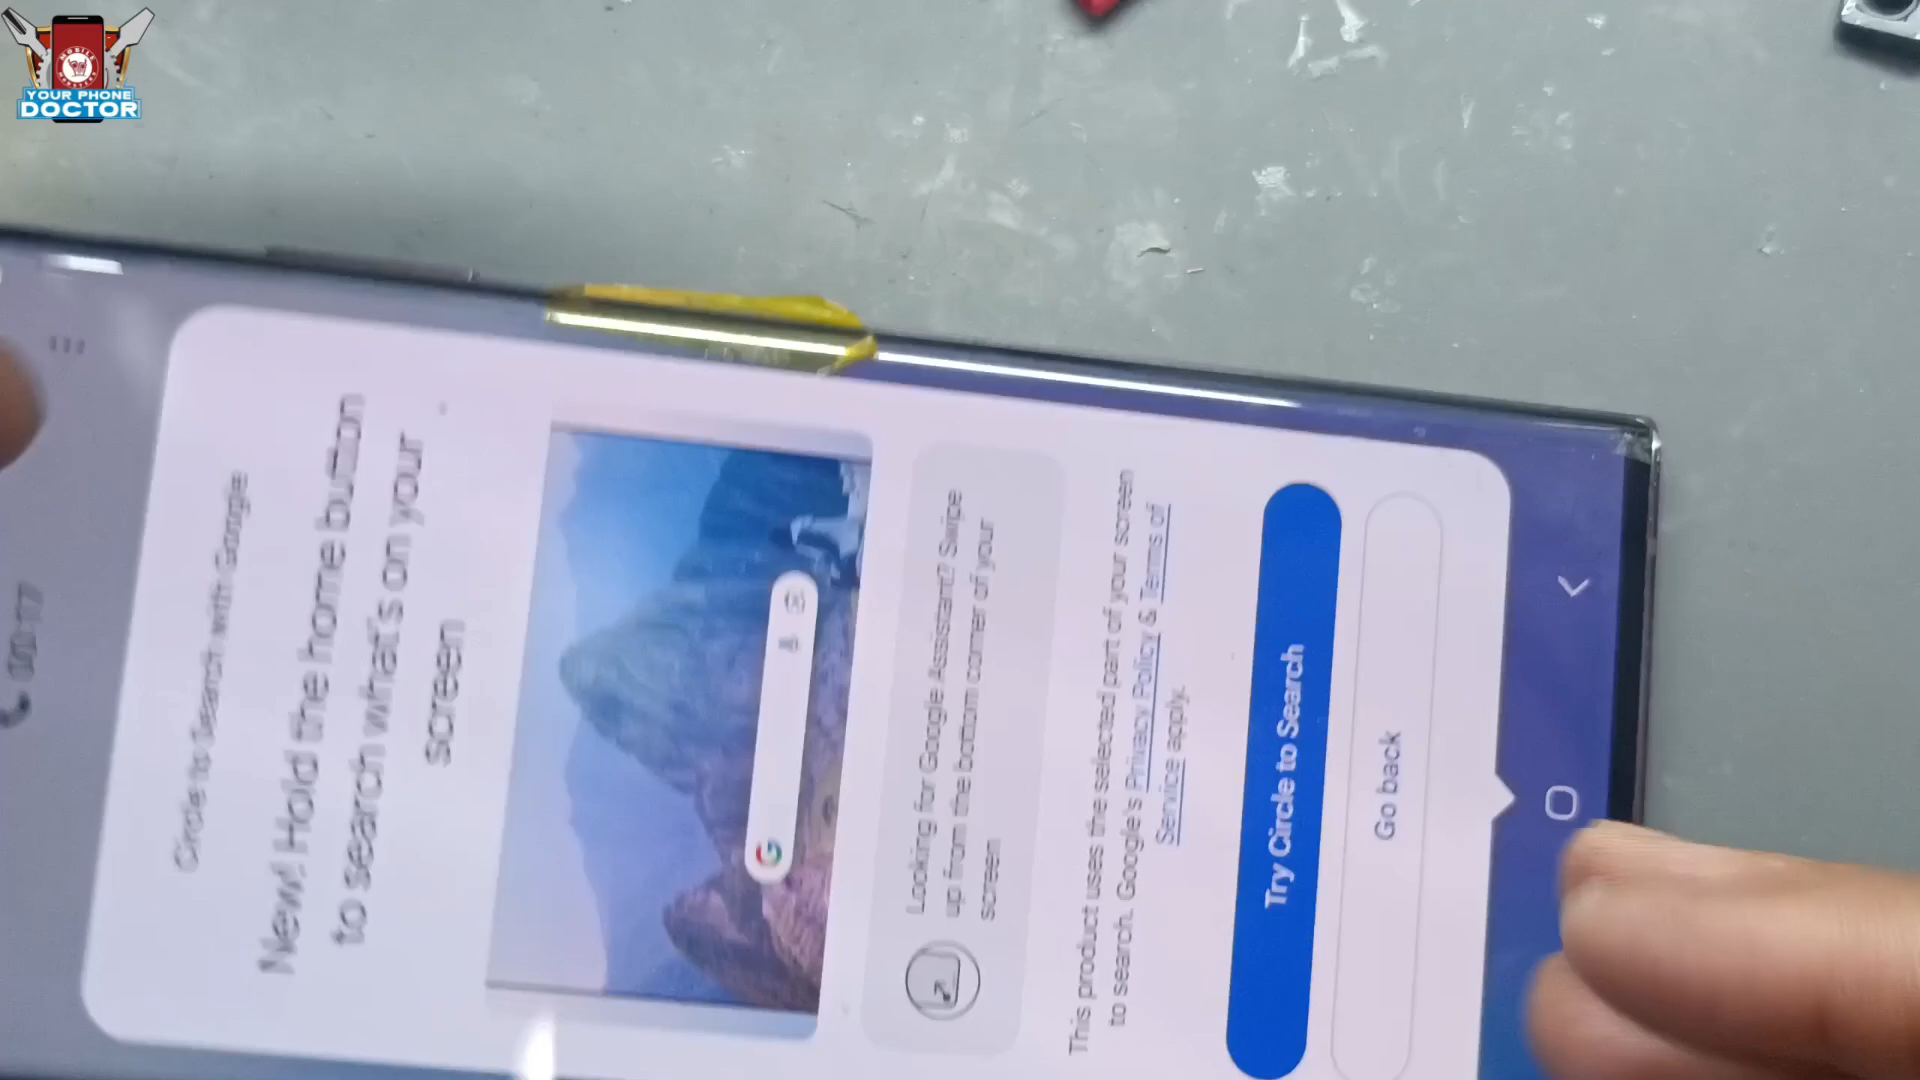 YOUR PHONE
DOCTOR
00:17
Circle to Search with Google
New! Hold the home button
to search what's on your
screen
G
Looking for Google Assistant? Swipe
up from the bottom corner of your
screen
This product uses the selected part of your screen
to search. Google's Privacy Policy & Terms of
Service apply.
Try Circle to Search
Go back